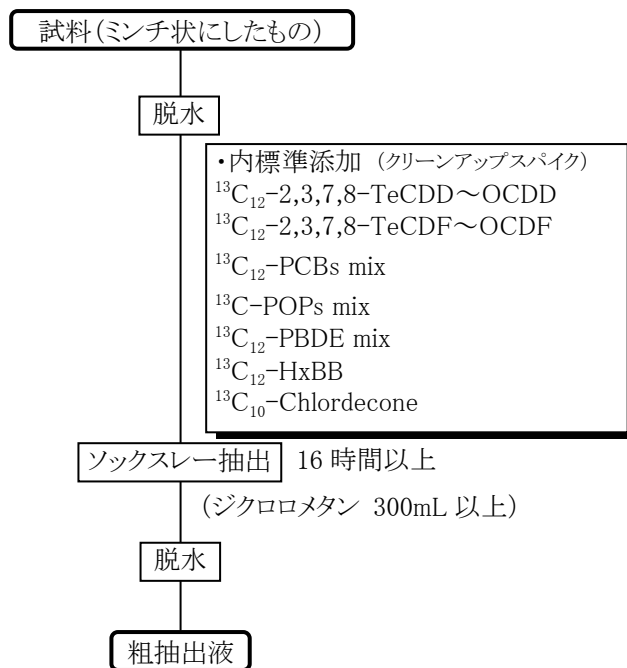 試料(ミンチ状にしたもの)
脱水
・内標準添加 (クリーンアップスパイク)
¹³C₁₂-2,3,7,8-TeCDD～OCDD
¹³C₁₂-2,3,7,8-TeCDF～OCDF
¹³C₁₂-PCBs mix
¹³C-POPs mix
¹³C₁₂-PBDE mix
¹³C₁₂-HxBB
¹³C₁₀-Chlordecone
ソックスレー抽出 16 時間以上
(ジクロロメタン 300mL 以上)
脱水
粗抽出液